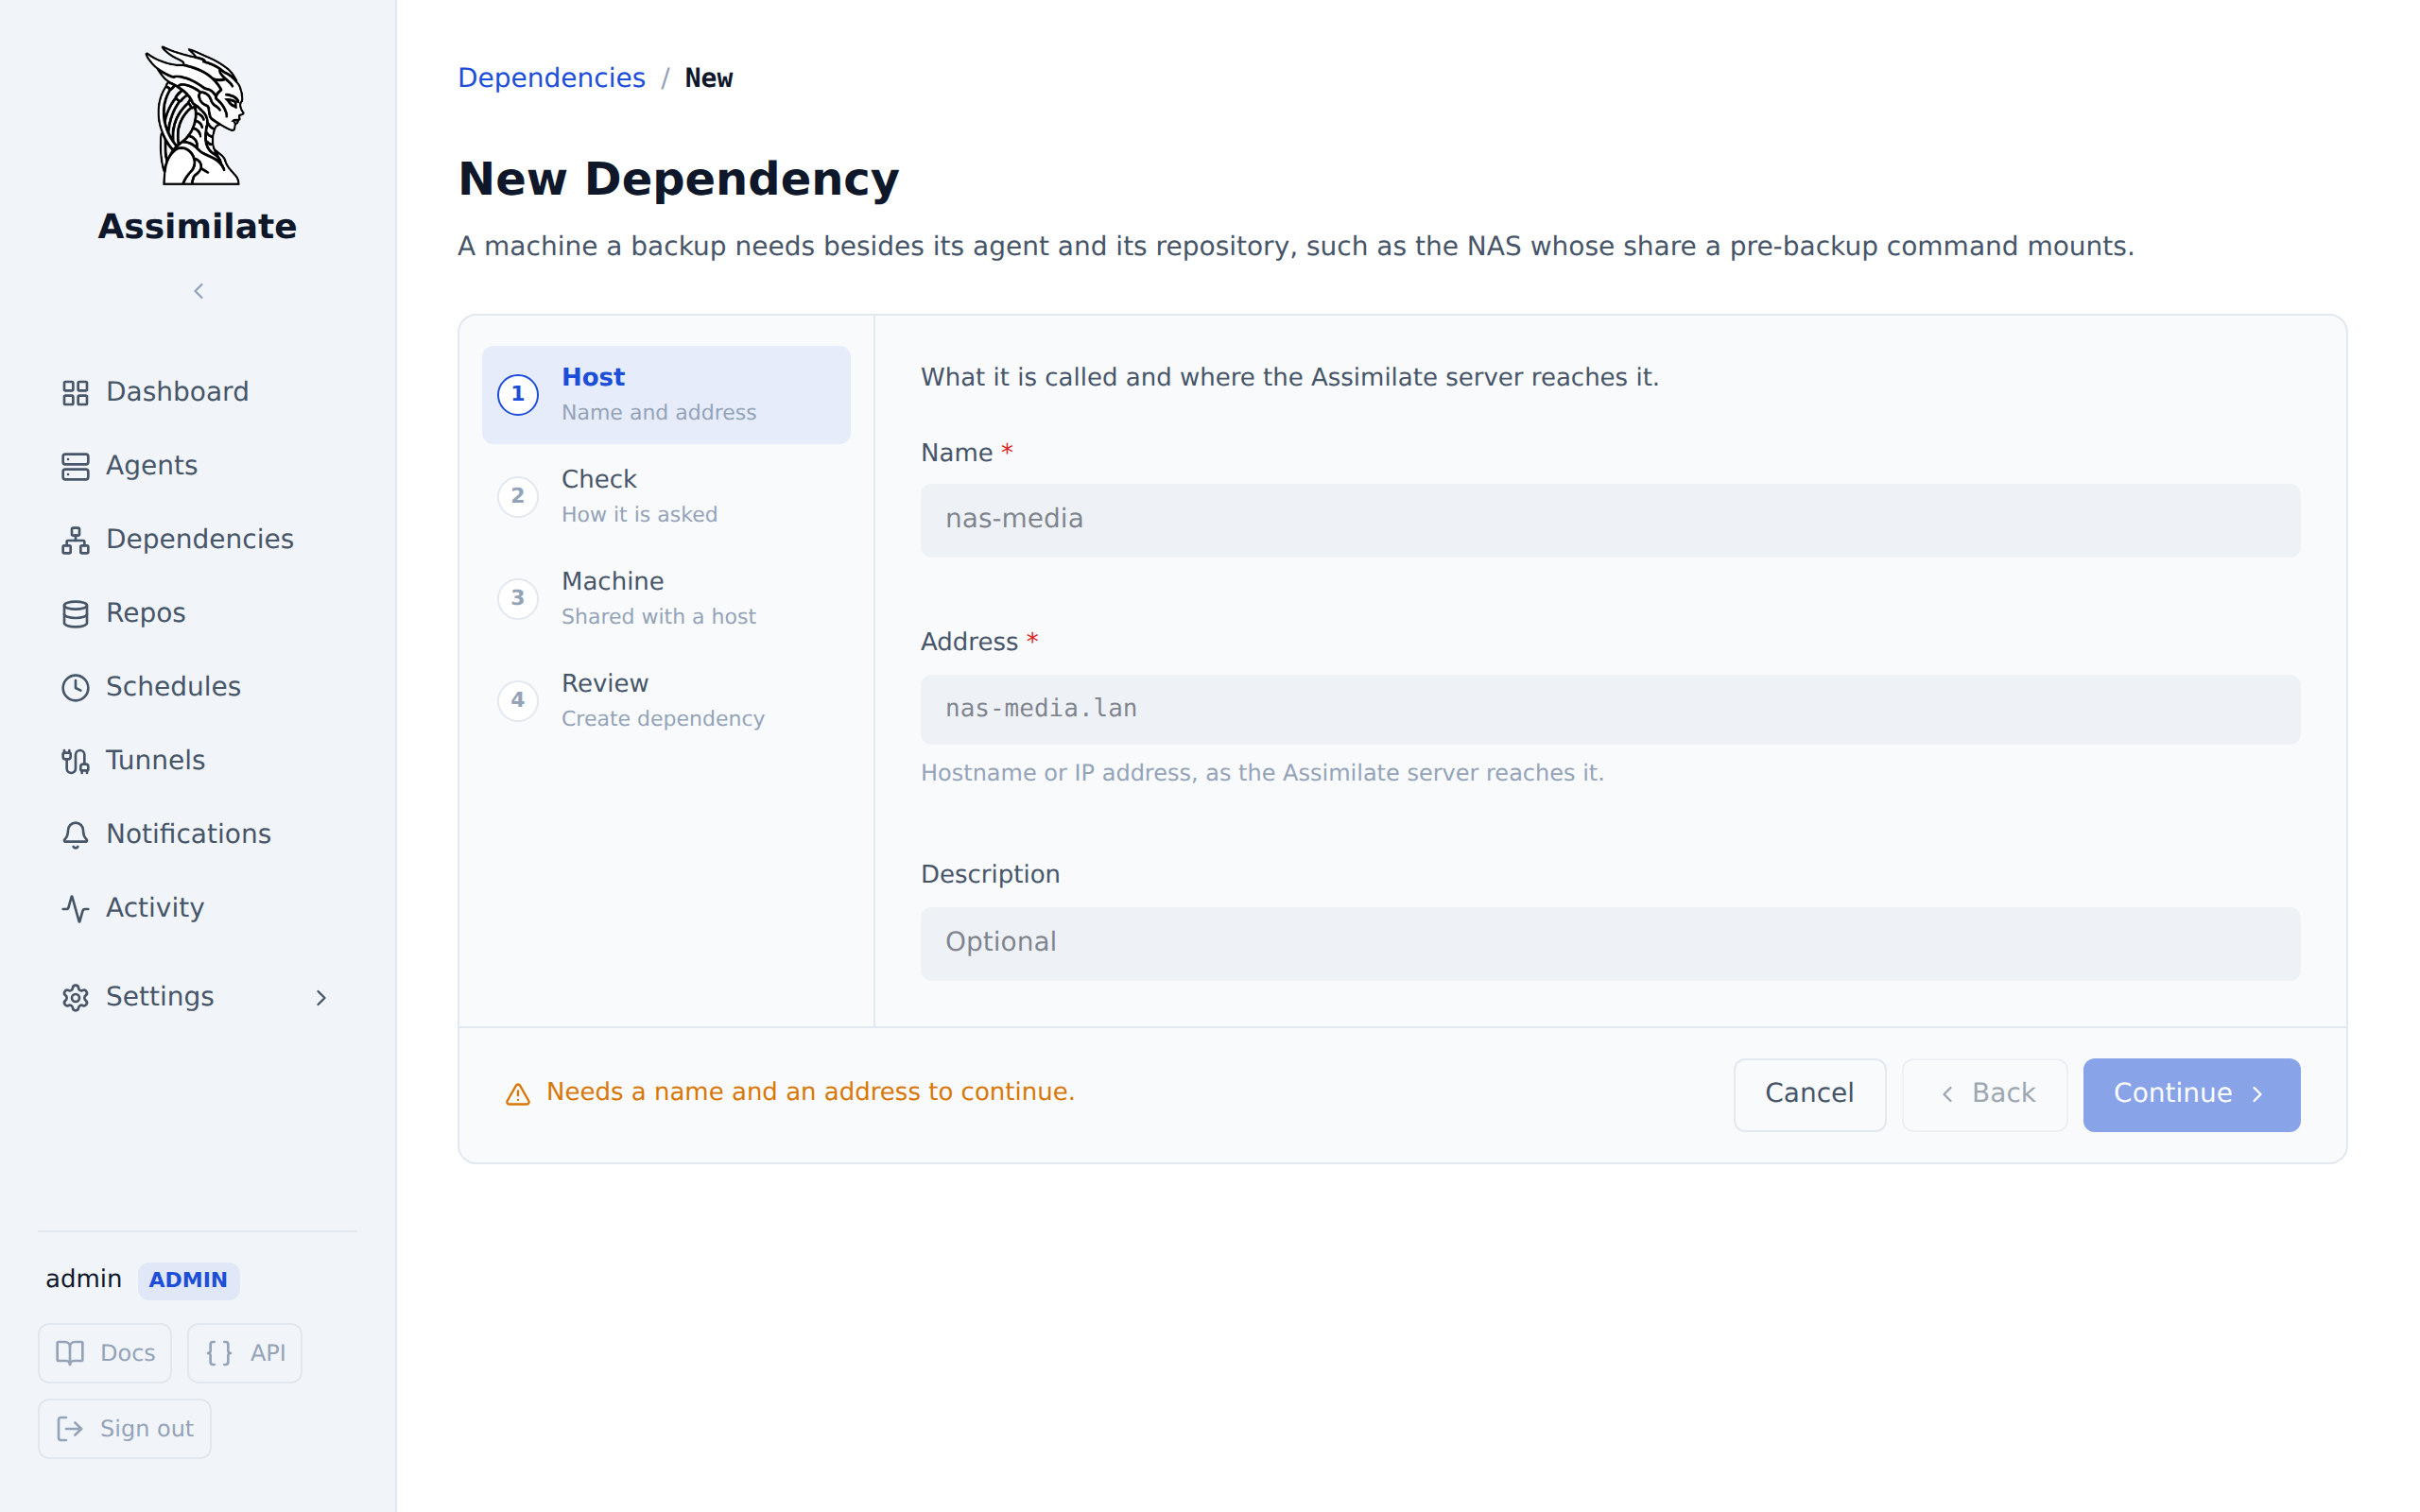 Assimilate
Dashboard
Agents
Dependencies
Repos
Schedules
Tunnels
Notifications
Activity
Settings
admin ADMIN
Docs
API
Sign out
Dependencies / New
New Dependency
A machine a backup needs besides its agent and its repository, such as the NAS whose share a pre-backup command mounts.
1 Host
Name and address
2 Check
How it is asked
3 Machine
Shared with a host
4 Review
Create dependency
What it is called and where the Assimilate server reaches it.
Name *
nas-media
Address *
nas-media.lan
Hostname or IP address, as the Assimilate server reaches it.
Description
Optional
Needs a name and an address to continue.
Cancel
Back
Continue